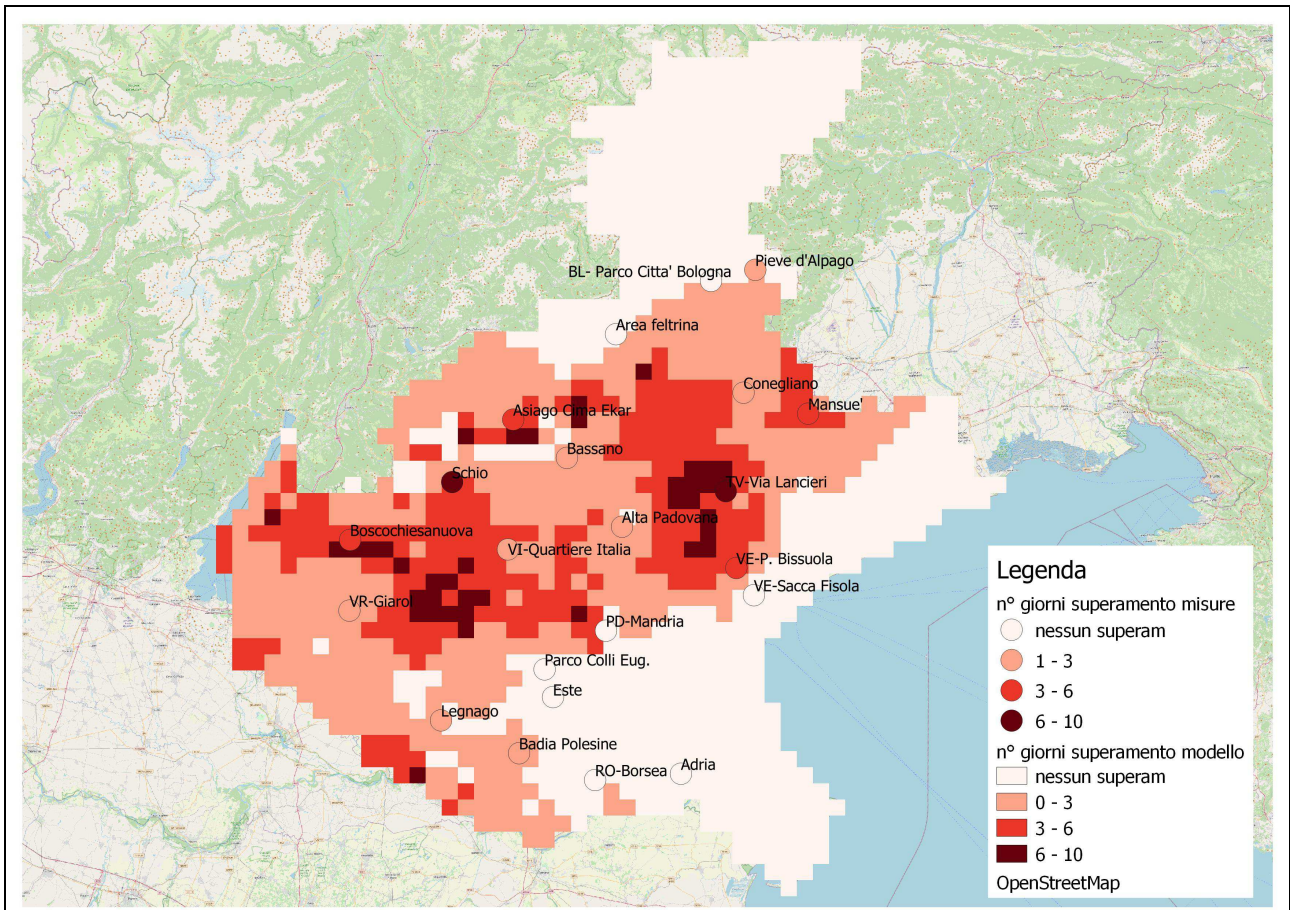 Pieve d'Alpago
BL- Parco Citta' Bologna
Area feltrina
Conegliano
Mansue'
Asiago Cima Ekar
Bassano
Schio
TV-Via Lancieri
Alta Padovana
Boscochiesanuova
VI-Quartiere Italia
VE-P. Bissuola
VE-Sacca Fisola
VR-Giarol
PD-Mandria
Parco Colli Eug.
Este
Legnago
Badia Polesine
RO-Borsea
Adria
Legenda
n° giorni superamento misure
nessun superam
1 - 3
3 - 6
6 - 10
n° giorni superamento modello
nessun superam
0 - 3
3 - 6
6 - 10
OpenStreetMap